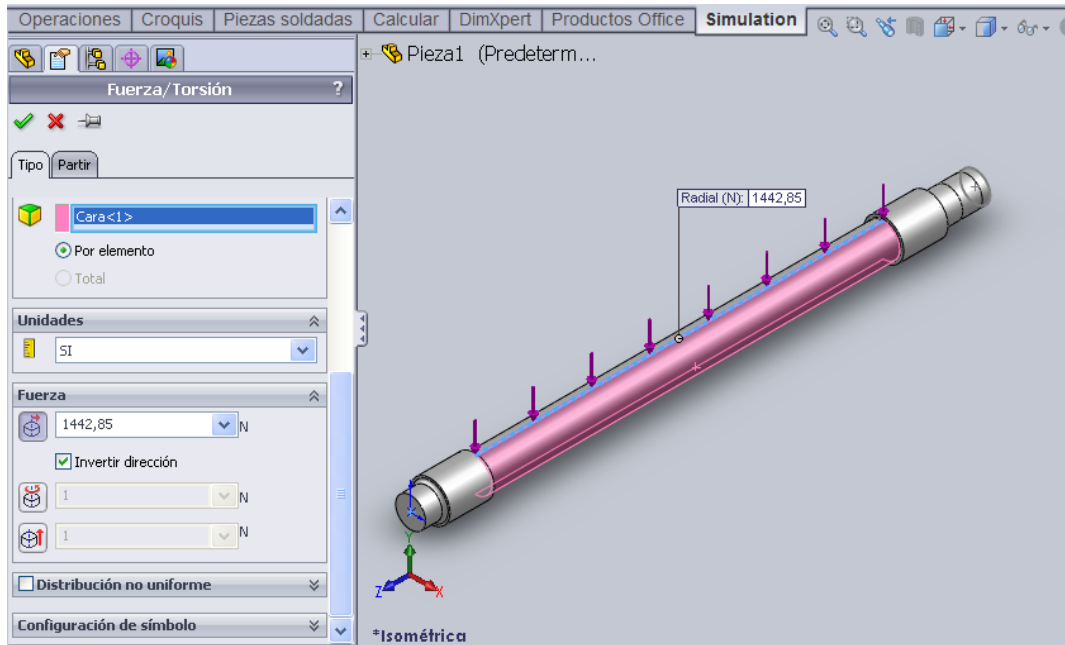 Operaciones Croquis Piezas soldadas Calcular DimXpert Productos Office Simulation
Pieza1 (Predeterm...
Fuerza/Torsión ?
Tipo Partir
Cara<1>
Por elemento
Total
Unidades
SI
Fuerza
1442,85 N
Invertir dirección
1 N
1 N
Distribución no uniforme
Configuración de símbolo
Radial (N): 1442,85
Y
Z X
*Isométrica